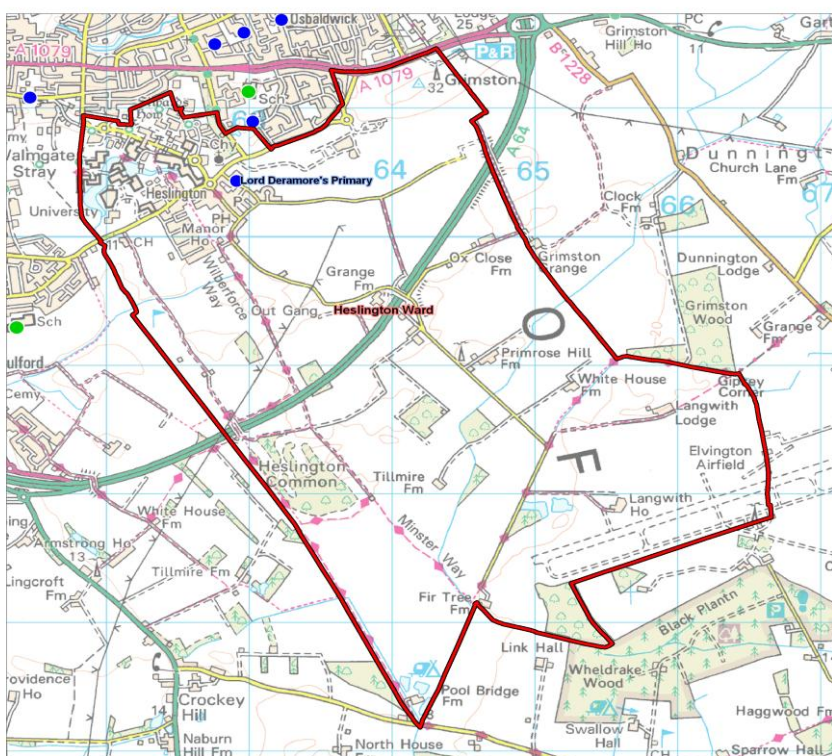 Usbaldwick
Lodge
25
PC
11
Grimston
Hill Ho
A 1079
P&R
B 1228
Grimston
32
A 1079
Sch
Walmgate
Stray
Chy
64
A 64
65
Dunningt
Church Lane
Fm
67
Heslington
Lord Deramore's Primary
University
PH
Manor
Ho
CH
Clock
Fm
66
Ox Close
Fm
Grimston
Grange
Dunnington
Lodge
Wilberforce
Way
Grange
Fm
Out Gang
Heslington Ward
Grimston
Wood
Grange
Fm
Sch
O
20
Primrose Hill
Fm
ulford
Cemy
White House
Fm
Gipsey
Corner
Langwith
Lodge
F
Elvington
Airfield
Heslington
Common
Tillmire
Fm
Langwith
Ho
White House
Fm
Armstrong Ho
13
Minster Way
Tillmire Fm
Lingcroft
Fm
Fir Tree
Fm
Black Plantn
P
Link Hall
Wheldrake
Wood
Providence
Ho
Crockey
Hill
Pool Bridge
Fm
14
Naburn
Hill Fm
North House
Swallow
Hall
CH
Haggwood Fm
Sparrow Hall